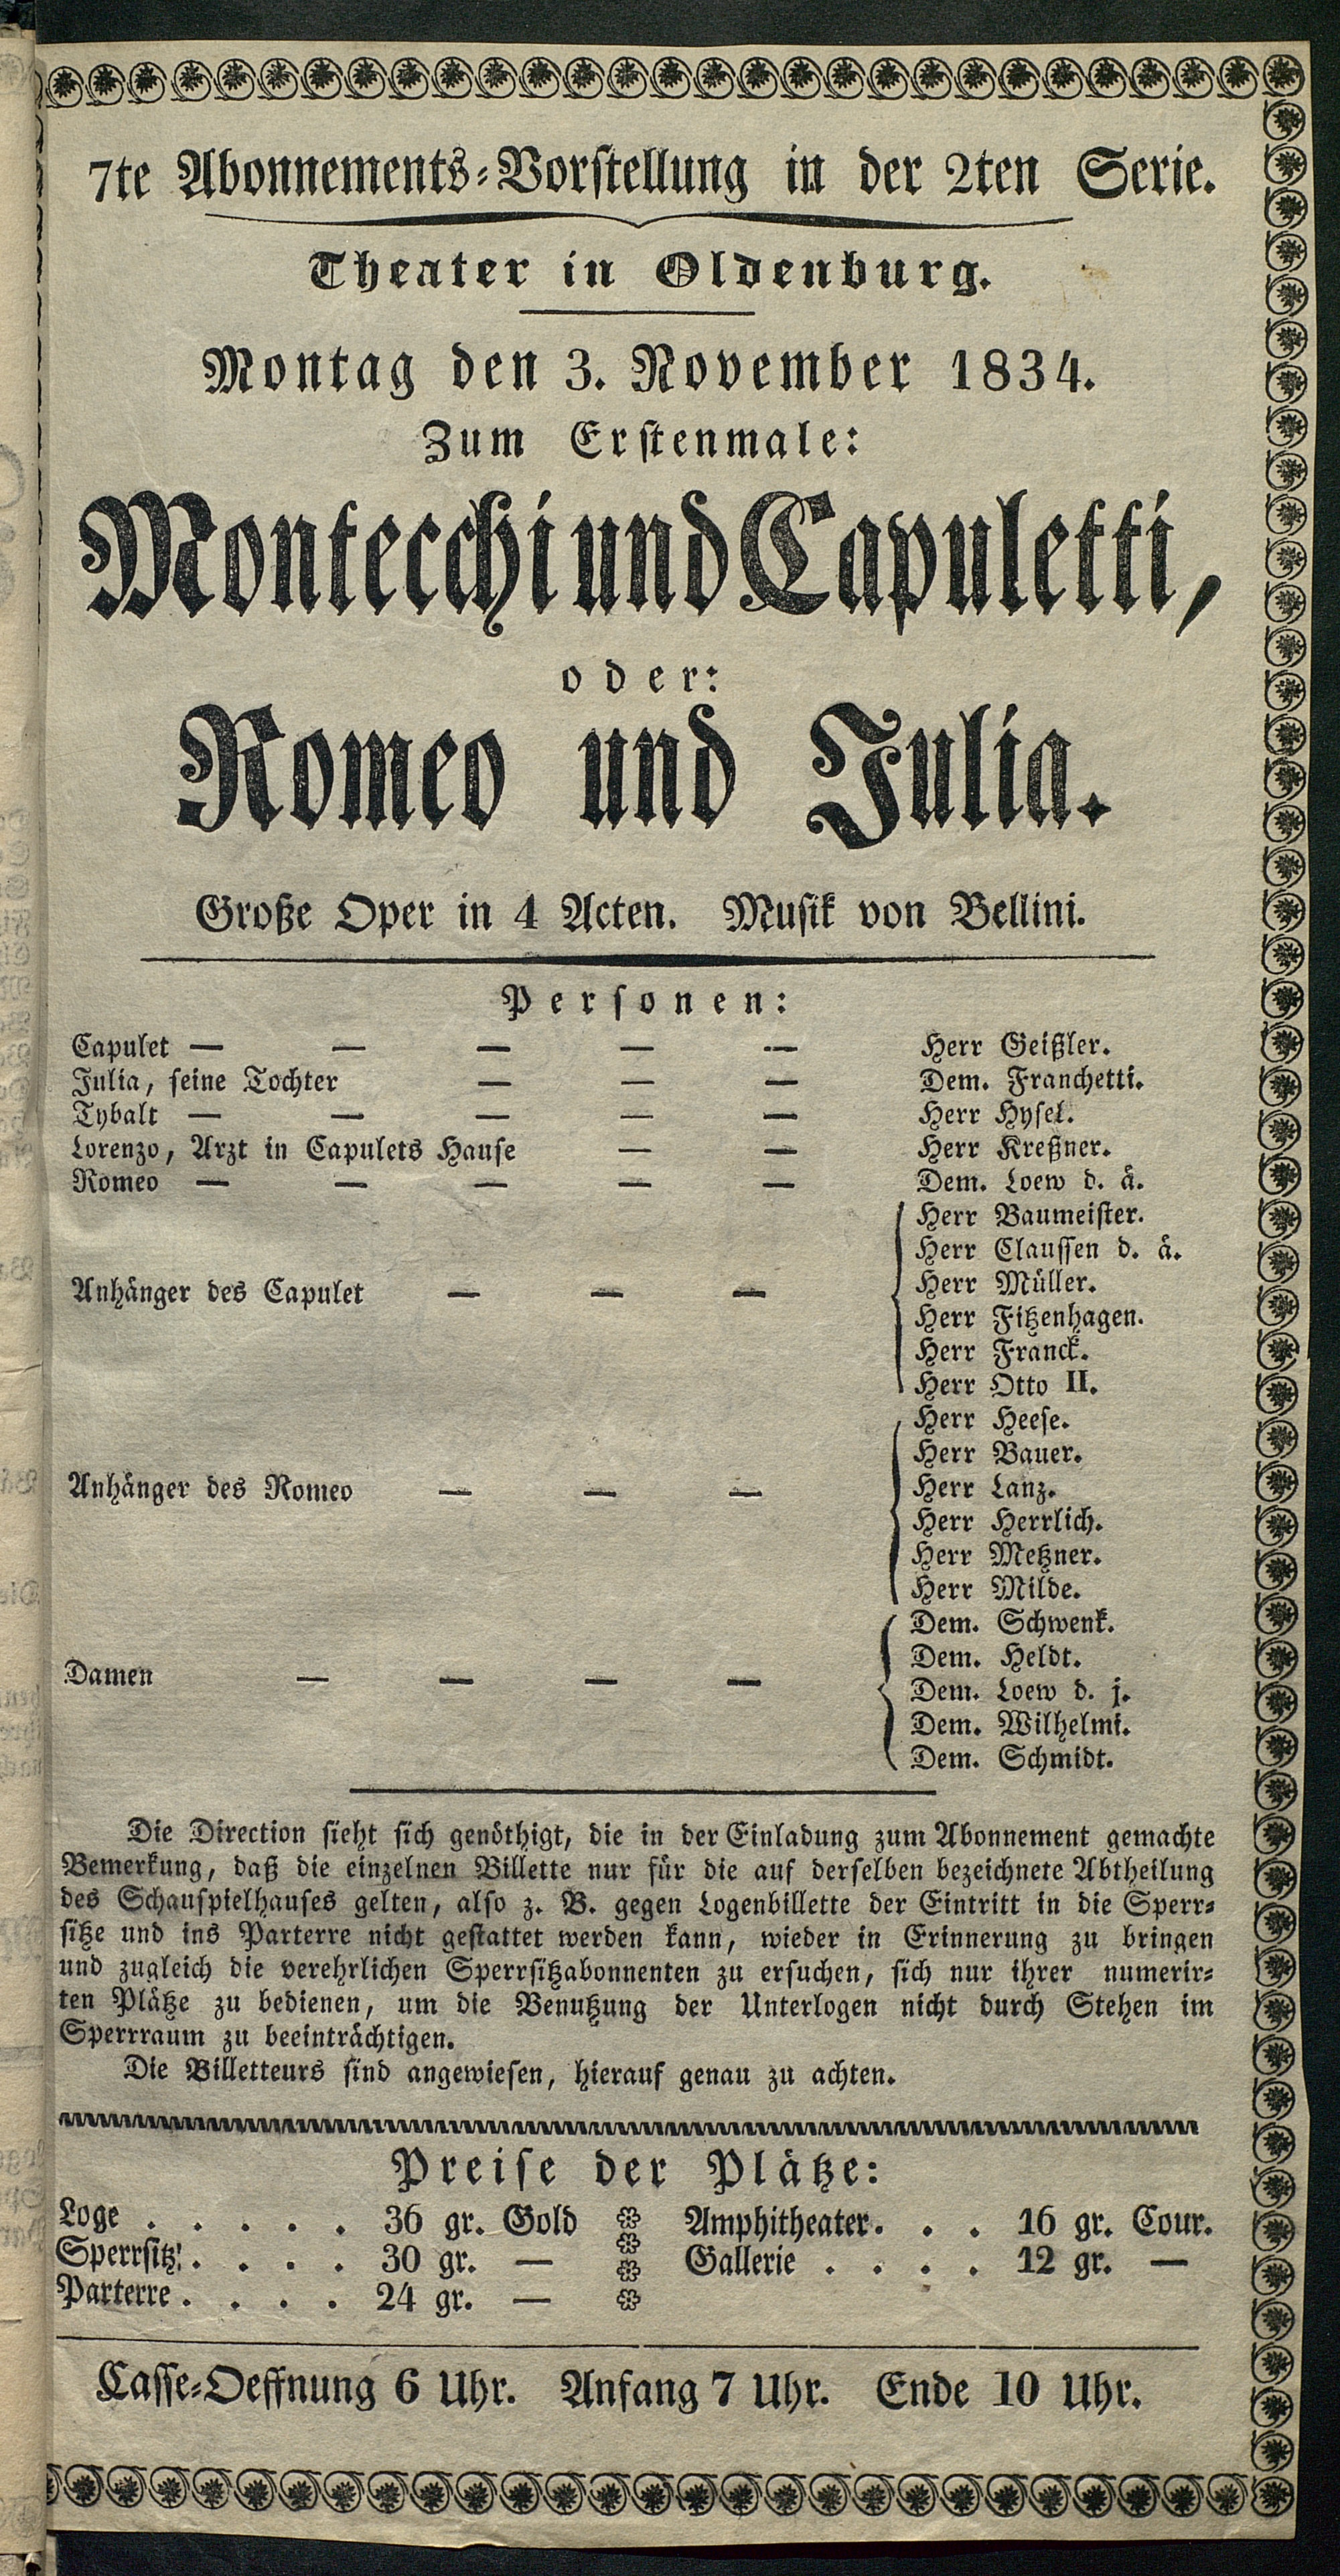 7te Abonnements-Vorstellung in der 2ten Serie.
Theater in Oldenburg.
Montag den 3. November 1834.
Zum Erstenmale:
Montecchi und Capuletti,
oder:
Romeo und Julia.
Große Oper in 4 Acten. Musik von Bellini.
Personen:
Capulet — — — — — Herr Geißler.
Julia, seine Tochter — — — Dem. Franchetti.
Tybalt — — — — — Herr Hysel.
Lorenzo, Arzt in Capulets Hause — — Herr Kreßner.
Romeo — — — — — Dem. Loew d. ä.
Herr Baumeister.
Herr Claussen d. ä.
Anhänger des Capulet — — — Herr Müller.
Herr Fitzenhagen.
Herr Franck.
Herr Otto II.
Herr Heese.
Herr Bauer.
Anhänger des Romeo — — — Herr Lanz.
Herr Herrlich.
Herr Metzner.
Herr Milde.
Dem. Schwenk.
Dem. Heldt.
Damen — — — — Dem. Loew d. j.
Dem. Wilhelmi.
Dem. Schmidt.
Die Direction sieht sich genöthigt, die in der Einladung zum Abonnement gemachte
Bemerkung, daß die einzelnen Billette nur für die auf derselben bezeichnete Abtheilung
des Schauspielhauses gelten, also z. B. gegen Logenbillette der Eintritt in die Sperr-
sitze und ins Parterre nicht gestattet werden kann, wieder in Erinnerung zu bringen
und zugleich die verehrlichen Sperrsitzabonnenten zu ersuchen, sich nur ihrer numerir-
ten Plätze zu bedienen, um die Benutzung der Unterlogen nicht durch Stehen im
Sperrraum zu beeinträchtigen.
Die Billetteurs sind angewiesen, hierauf genau zu achten.
Preise der Plätze:
Loge . . . . . 36 gr. Gold Amphitheater. . . 16 gr. Cour.
Sperrsitz! . . . . 30 gr. — Gallerie . . . . 12 gr. —
Parterre . . . . 24 gr. —
Casse-Oeffnung 6 Uhr. Anfang 7 Uhr. Ende 10 Uhr.